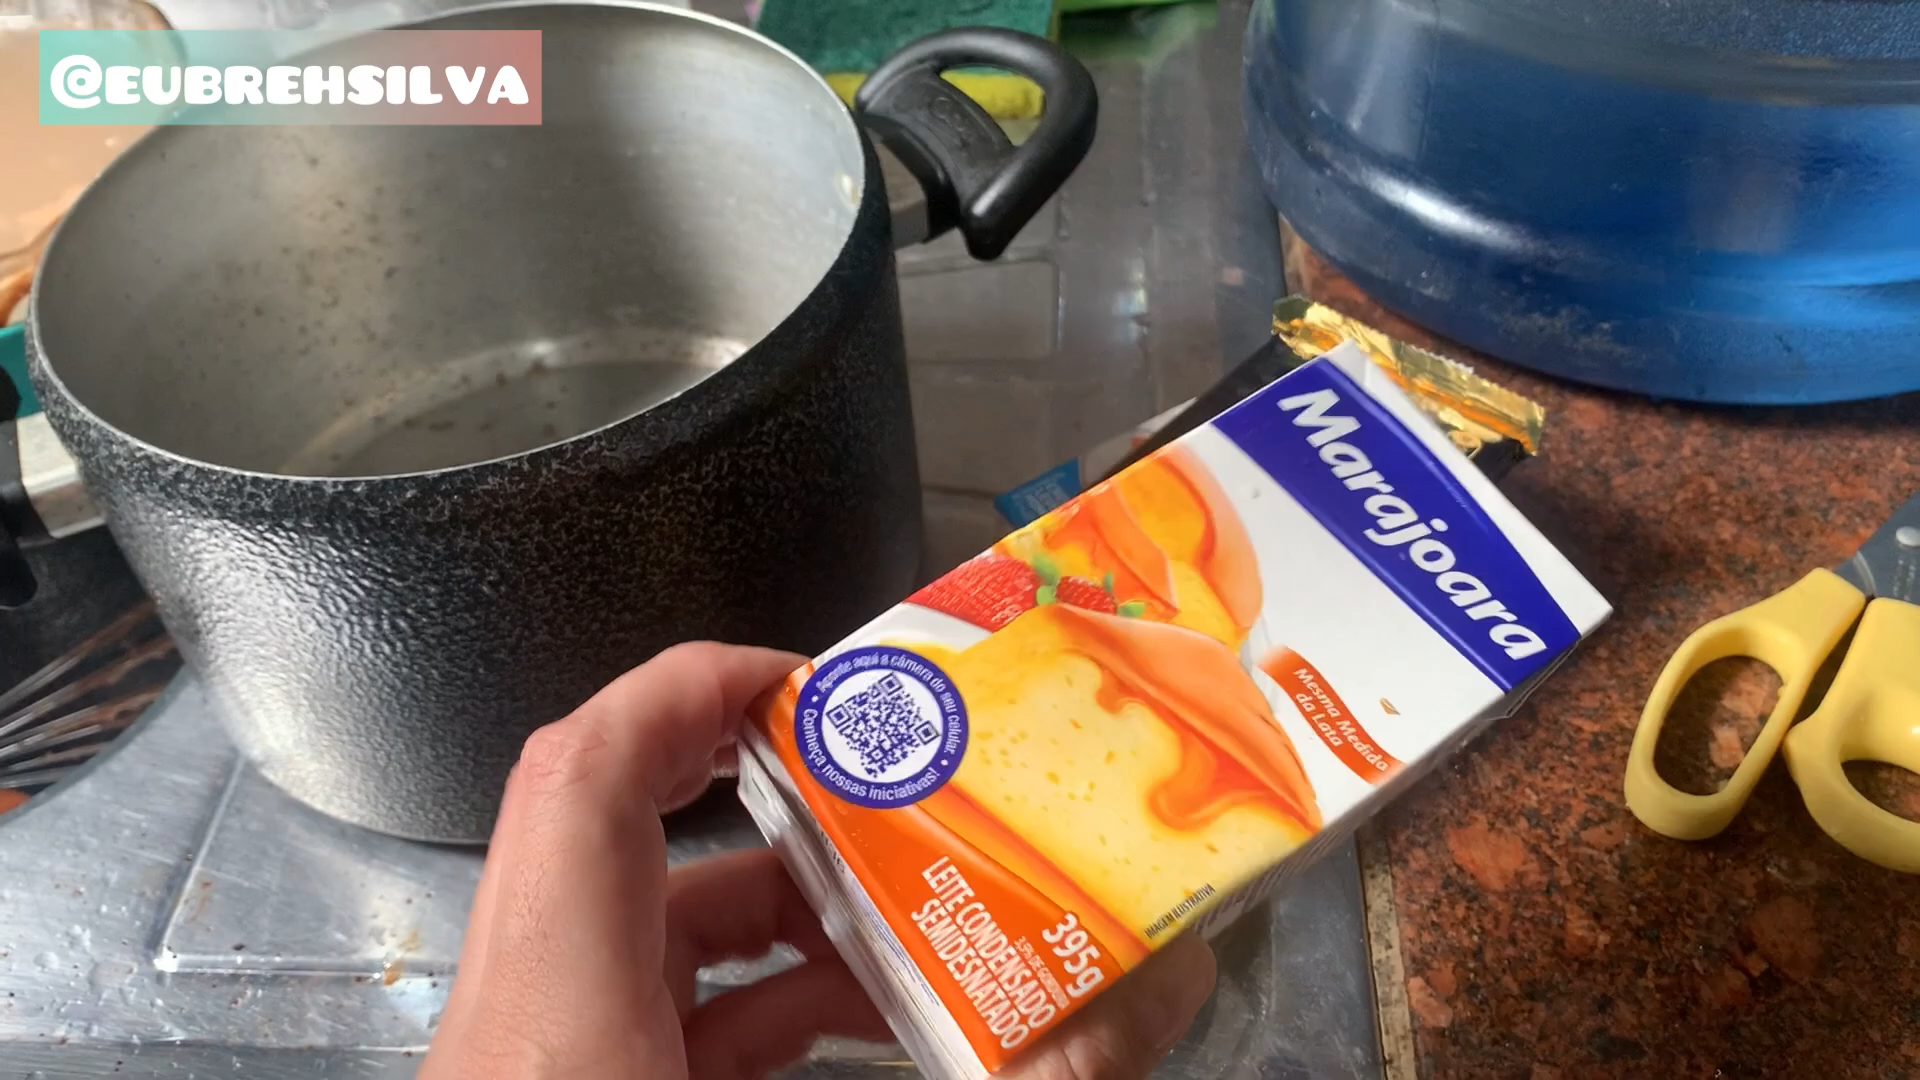 @EUBREHSILVA
Marajoara
Mesma Medida
da Lata
Aponte aqui a câmera do seu celular.
Conheça nossas iniciativas!
395g
LEITE CONDENSADO
SEMIDESNATADO
IMAGEM ILUSTRATIVA